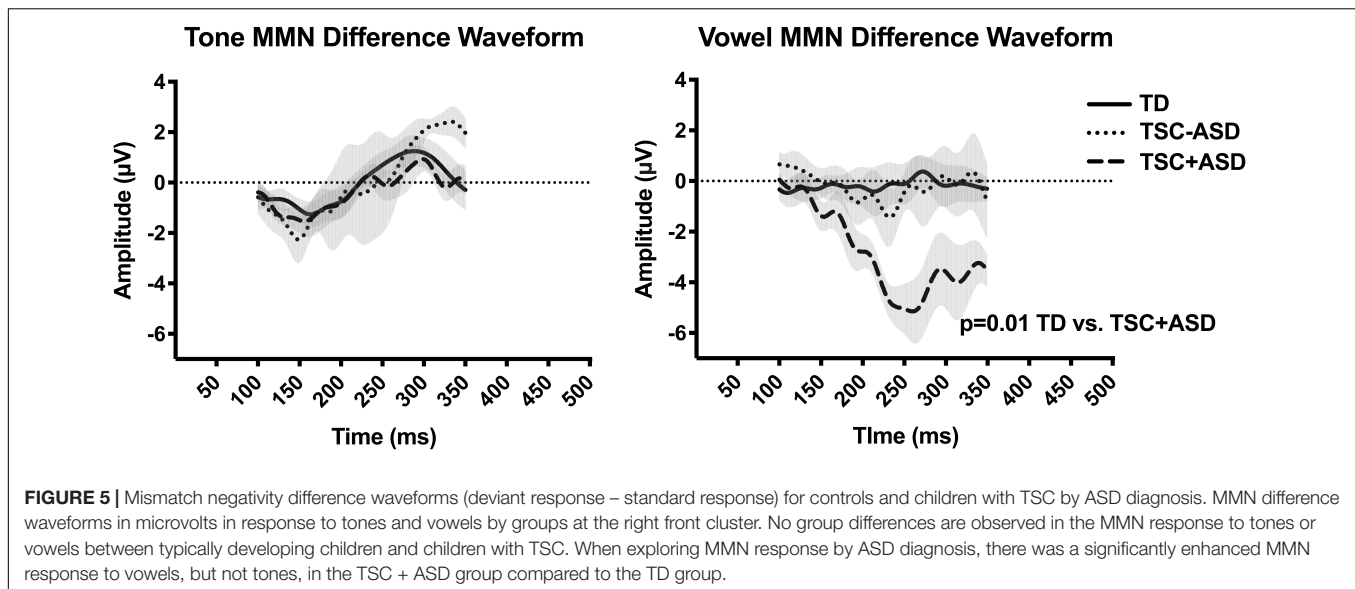 Tone MMN Difference Waveform
Vowel MMN Difference Waveform
4
2
0
-2
-4
-6
Amplitude (µV)
50
100
150
200
250
300
350
400
450
500
Time (ms)
4
2
0
-2
-4
-6
Amplitude (µV)
50
100
150
200
250
300
350
400
450
500
TIme (ms)
TD
TSC-ASD
TSC+ASD
p=0.01 TD vs. TSC+ASD
FIGURE 5 | Mismatch negativity difference waveforms (deviant response – standard response) for controls and children with TSC by ASD diagnosis. MMN difference
waveforms in microvolts in response to tones and vowels by groups at the right front cluster. No group differences are observed in the MMN response to tones or
vowels between typically developing children and children with TSC. When exploring MMN response by ASD diagnosis, there was a significantly enhanced MMN
response to vowels, but not tones, in the TSC + ASD group compared to the TD group.